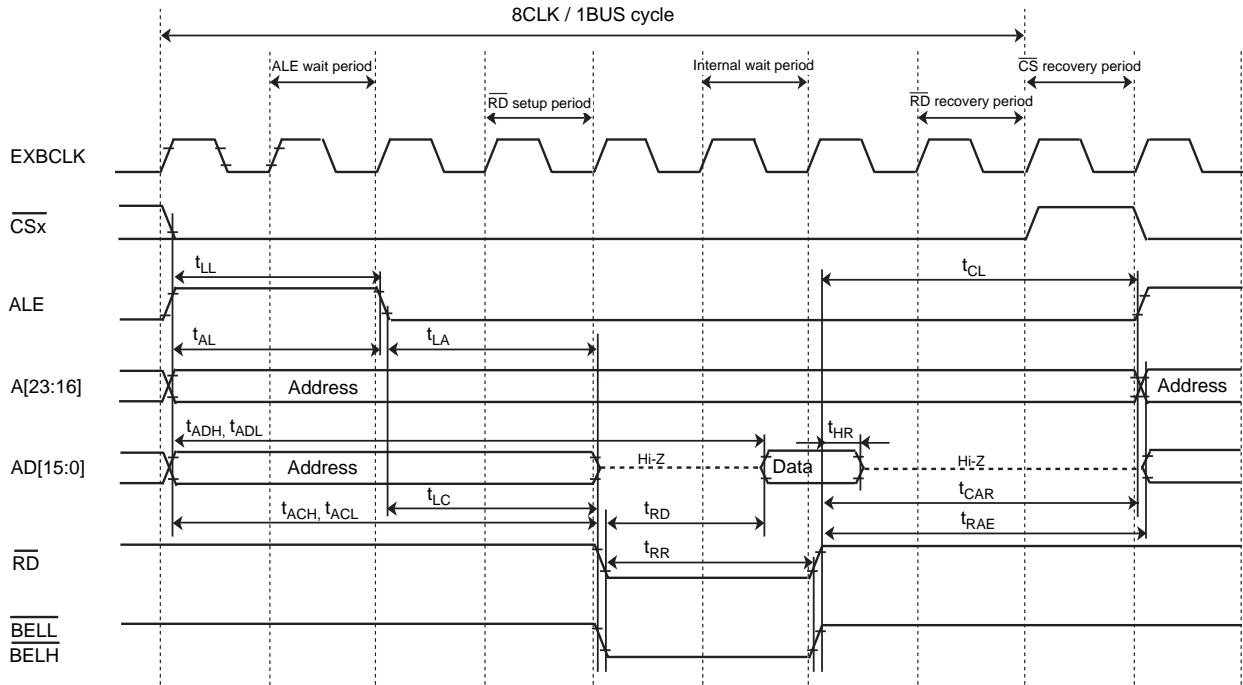 8CLK / 1BUS cycle
ALE wait period
Internal wait period
CS recovery period
RD setup period
RD recovery period
EXBCLK
CSx
tLL
tCL
ALE
tAL
tLA
A[23:16]
Address
Address
tADH, tADL
tHR
AD[15:0]
Address
Hi-Z
Data
Hi-Z
tLC
tCAR
tACH, tACL
tRD
tRAE
tRR
RD
BELL
BELH